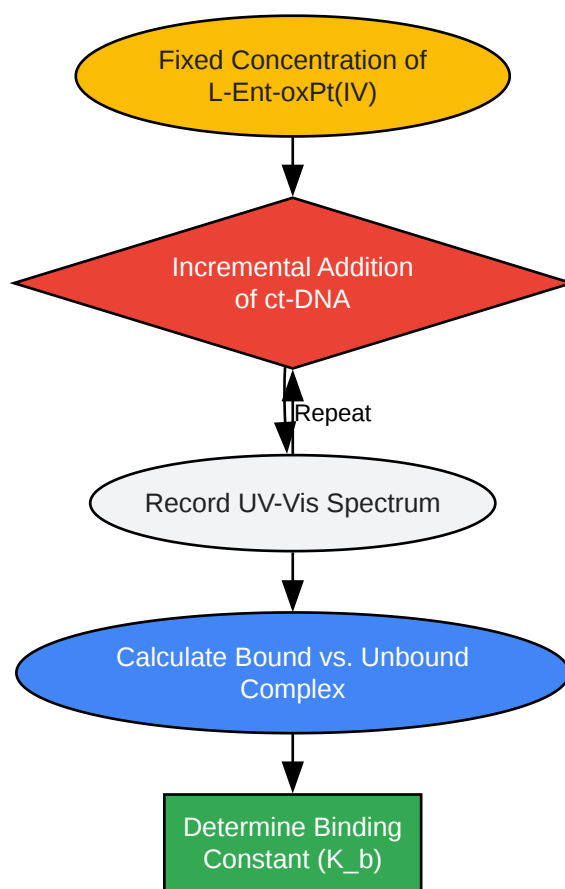 Fixed Concentration of
L-Ent-oxPt(IV)
Incremental Addition
of ct-DNA
Repeat
Record UV-Vis Spectrum
Calculate Bound vs. Unbound
Complex
Determine Binding
Constant (K_b)